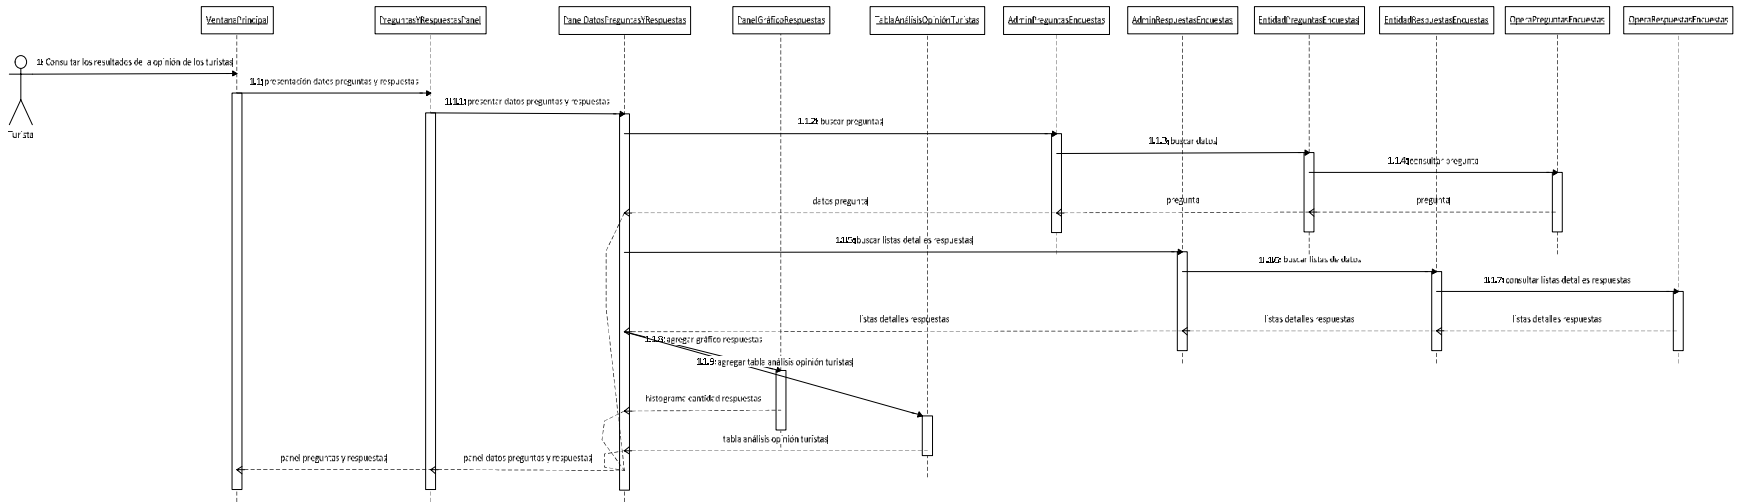 VentanaPrincipal
PreguntasYRespuestasPanel
PanelDatosPreguntasYRespuestas
PanelGráficoRespuestas
TablaAnálisisOpiniónTuristas
AdminPreguntasEncuestas
AdminRespuestasEncuestas
EntidadPreguntasEncuestas
EntidadRespuestasEncuestas
OperaPreguntasEncuestas
OperaRespuestasEncuestas
1: Consultar los resultados de la opinión de los turistas
1.1: presentación datos preguntas y respuestas
1.1.1: presentar datos preguntas y respuestas
1.1.2: buscar preguntas
Turista
1.1.3: buscar datos
1.1.4: consultar pregunta
datos pregunta
pregunta
pregunta
1.1.5: buscar listas detalles respuestas
1.1.6: buscar listas de datos
1.1.7: consultar listas detalles respuestas
listas detalles respuestas
listas detalles respuestas
listas detalles respuestas
1.1.8: agregar gráfico respuestas
1.1.9: agregar tabla análisis opinión turistas
histograma cantidad respuestas
tabla análisis opinión turistas
panel preguntas y respuestas
panel datos preguntas y respuestas